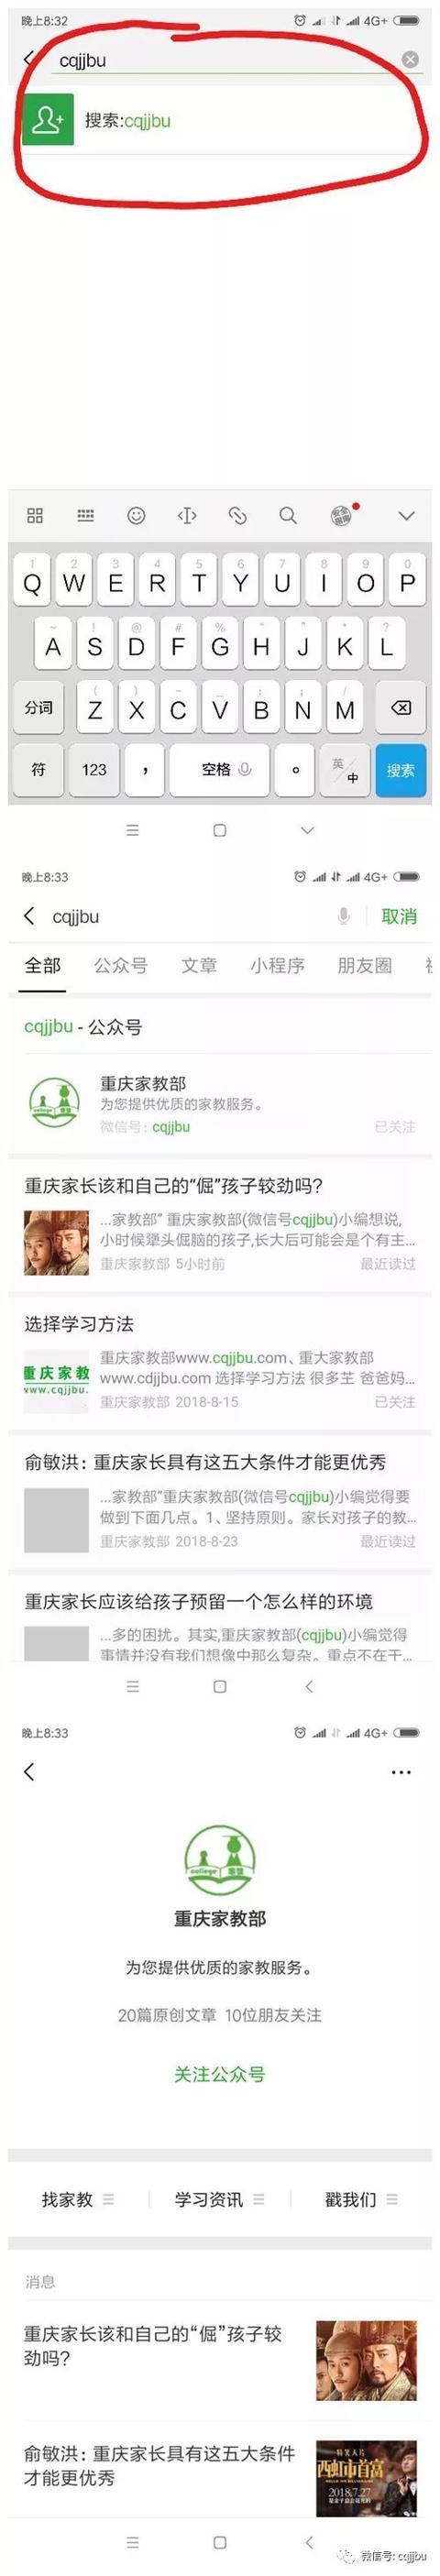 晚上8:32 4G+
cqjjbu
搜索:cqjjbu
安全
指南
1 2 3 4 5 6 7 8 9 0
Q W E R T Y U I O P
~ ! @ # % “ ” * ?
A S D F G H J K L
( ) - _ : ; /
分词 Z X C V B N M
符 123 ， 空格 。 英/中 搜索
晚上8:33 4G+
cqjjbu 取消
全部 公众号 文章 小程序 朋友圈
cqjjbu - 公众号
重庆家教部
为您提供优质的家教服务。
微信号: cqjjbu 已关注
重庆家长该和自己的“倔”孩子较劲吗?
...家教部” 重庆家教部(微信号cqjjbu)小编想说,
小时候犟头倔脑的孩子,长大后可能会是个有主...
重庆家教部 5小时前 最近读过
选择学习方法
重庆家教
www.cqjjbu.
重庆家教部www.cqjjbu.com、重大家教部
www.cdjjbu.com 选择学习方法 很多芏 爸爸妈...
重庆家教部 2018-8-15 已关注
俞敏洪：重庆家长具有这五大条件才能更优秀
...家教部”重庆家教部(微信号cqjjbu)小编觉得要
做到下面几点。1、坚持原则。家长对孩子的教...
重庆家教部 2018-8-23 最近读过
重庆家长应该给孩子预留一个怎么样的环境
...多的困扰。其实,重庆家教部(cqjjbu)小编觉得
事情并没有我们想像中那么复杂。重点不在于...
晚上8:33 4G+
college
重庆家教部
为您提供优质的家教服务。
20篇原创文章 10位朋友关注
关注公众号
找家教 学习资讯 戳我们
消息
重庆家长该和自己的“倔”孩子较
劲吗?
俞敏洪：重庆家长具有这五大条件
才能更优秀
特笑大片
西虹市首富
2018.7.27
微信号: cqjjbu